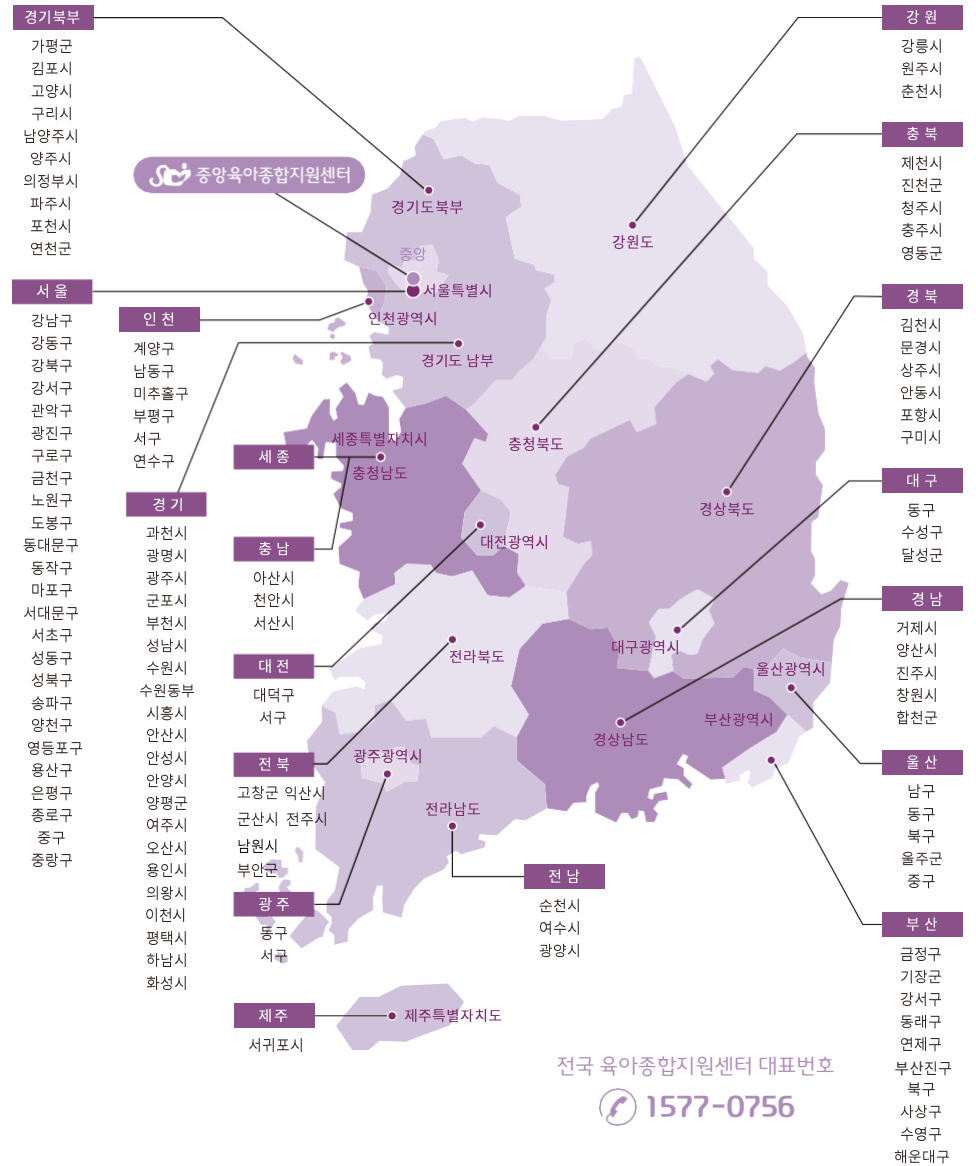 경기북부
가평군
김포시
고양시
구리시
남양주시
양주시
의정부시
파주시
포천시
연천군
서울
강남구
강동구
강북구
강서구
관악구
광진구
구로구
금천구
노원구
도봉구
동대문구
동작구
마포구
서대문구
서초구
성동구
성북구
송파구
양천구
영등포구
용산구
은평구
종로구
중구
중랑구
인천
계양구
남동구
미추홀구
부평구
서구
연수구
경기
과천시
광명시
광주시
군포시
부천시
성남시
수원시
수원동부
시흥시
안산시
안성시
안양시
양평군
여주시
오산시
용인시
의왕시
이천시
평택시
하남시
화성시
세종
충남
아산시
천안시
서산시
대전
대덕구
서구
전북
고창군 익산시
군산시 전주시
남원시
부안군
광주
동구
서구
제주
서귀포시
중앙육아종합지원센터
경기도북부
중앙
서울특별시
인천광역시
경기도 남부
강원도
세종특별자치시
충청남도
충청북도
대전광역시
경상북도
전라북도
대구광역시
울산광역시
부산광역시
경상남도
광주광역시
전라남도
제주특별자치도
전남
순천시
여수시
광양시
강원
강릉시
원주시
춘천시
충북
제천시
진천군
청주시
충주시
영동군
경북
김천시
문경시
상주시
안동시
포항시
구미시
대구
동구
수성구
달성군
경남
거제시
양산시
진주시
창원시
합천군
울산
남구
동구
북구
울주군
중구
부산
금정구
기장군
강서구
동래구
연제구
부산진구
북구
사상구
수영구
해운대구
전국 육아종합지원센터 대표번호
1577-0756